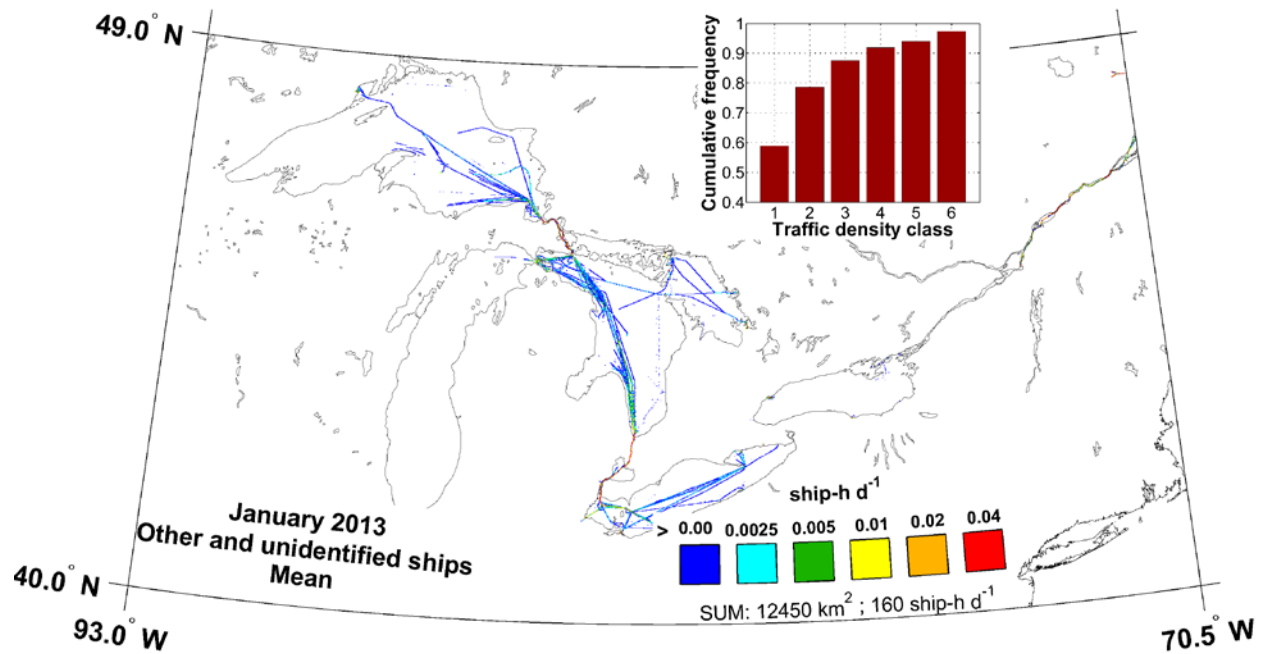 49.0° N
1
0.9
0.8
0.7
0.6
0.5
0.4
Cumulative frequency
1 2 3 4 5 6
Traffic density class
January 2013
Other and unidentified ships
Mean
ship-h d⁻¹
> 0.00 0.0025 0.005 0.01 0.02 0.04
SUM: 12450 km² ; 160 ship-h d⁻¹
40.0° N
93.0° W
70.5° W